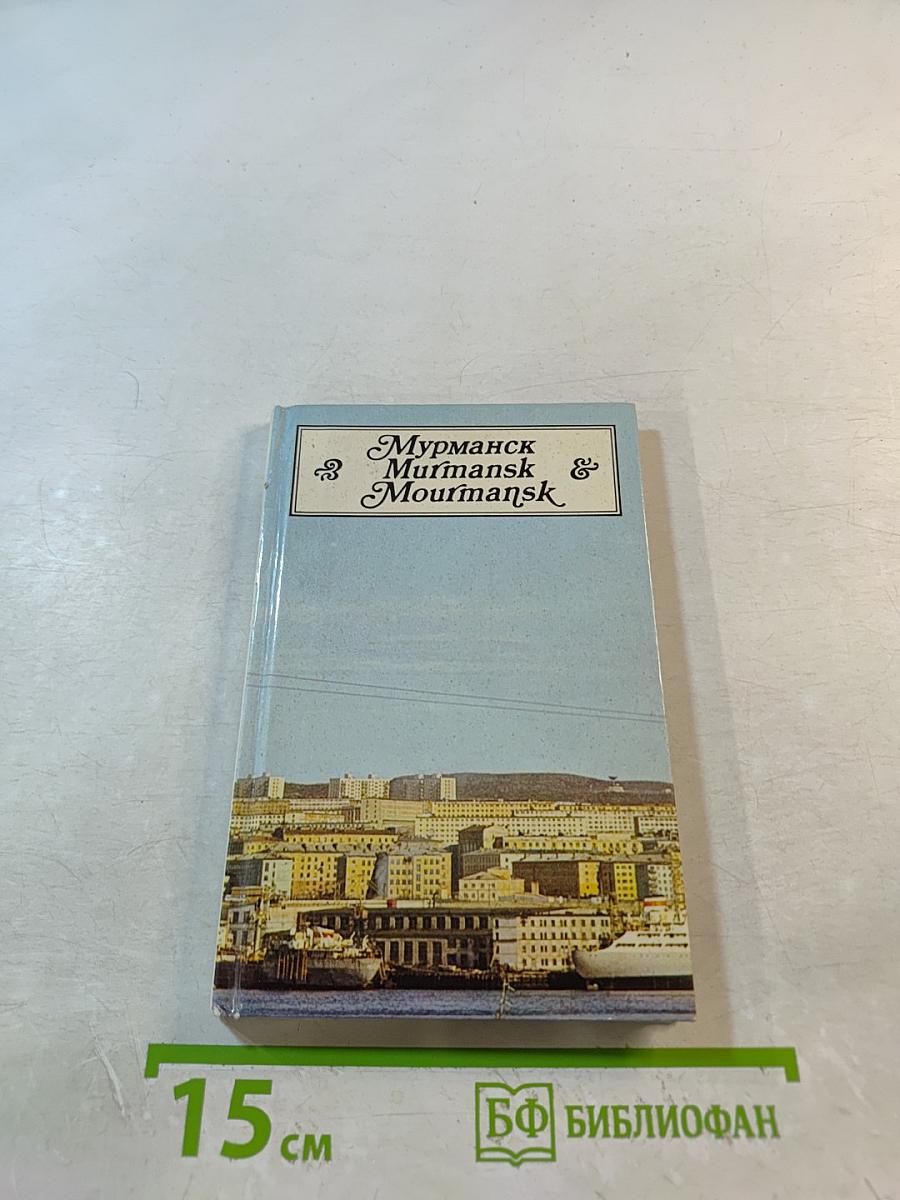 Мурманск
Murmansk
Mourmansk
&
15 см
БФ БИБЛИОФАН